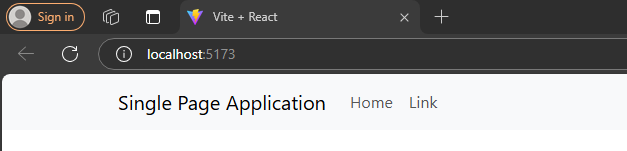 Sign in
Vite + React
localhost:5173
Single Page Application Home Link